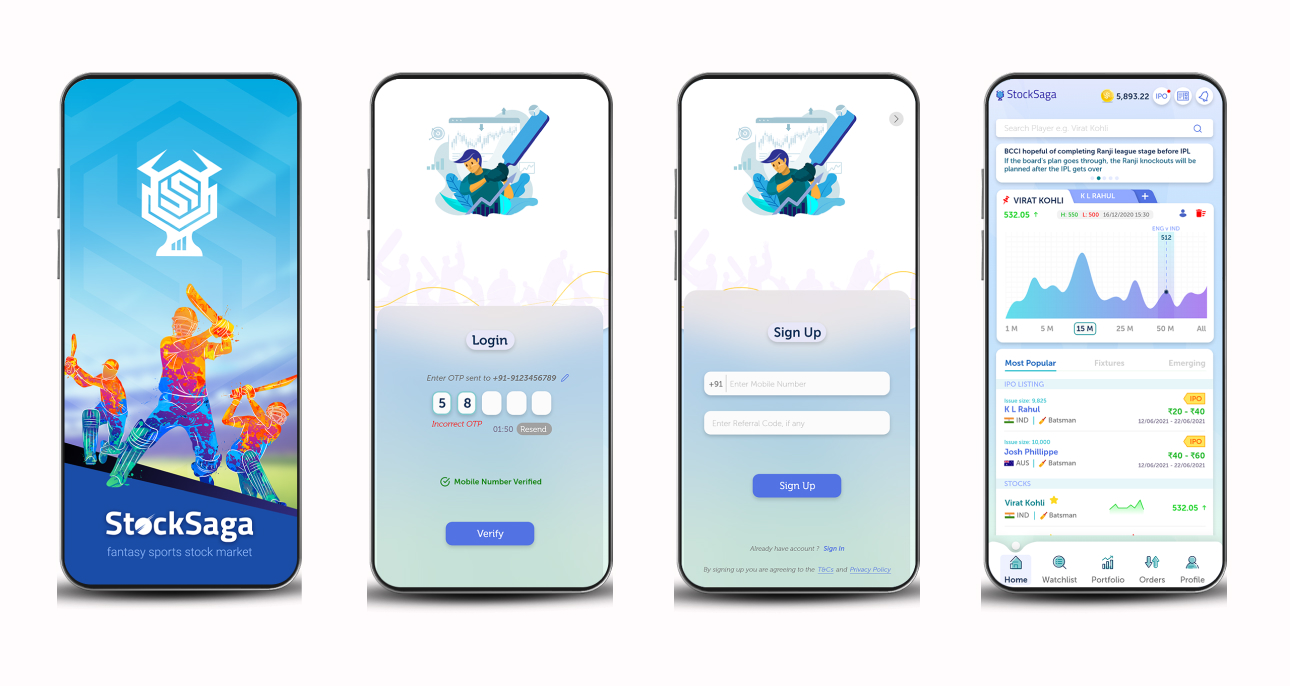 StockSaga
fantasy sports stock market
Login
Enter OTP sent to +91-9123456789
5 8
Incorrect OTP 01:50 Resend
Mobile Number Verified
Verify
Sign Up
+91 Enter Mobile Number
Enter Referral Code, if any
Sign Up
Already have account ? Sign In
By signing up you are agreeing to the T&Cs and Privacy Policy
StockSaga 5,893.22 IPO
Search Player e.g. Virat Kohli
BCCI hopeful of completing Ranji league stage before IPL
If the board's plan goes through, the Ranji knockouts will be
planned after the IPL gets over
VIRAT KOHLI K L RAHUL +
532.05 ↑ H: 550 L: 500 16/12/2020 15:30
ENG v IND
512
1 M 5 M 15 M 25 M 50 M All
Most Popular Fixtures Emerging
IPO LISTING
Issue size: 9,825 IPO
K L Rahul ₹20 - ₹40
IND | Batsman 12/06/2021 - 22/06/2021
Issue size: 10,000 IPO
Josh Phillippe ₹40 - ₹60
AUS | Batsman 12/06/2021 - 22/06/2021
STOCKS
Virat Kohli 532.05 ↑
IND | Batsman
Home Watchlist Portfolio Orders Profile